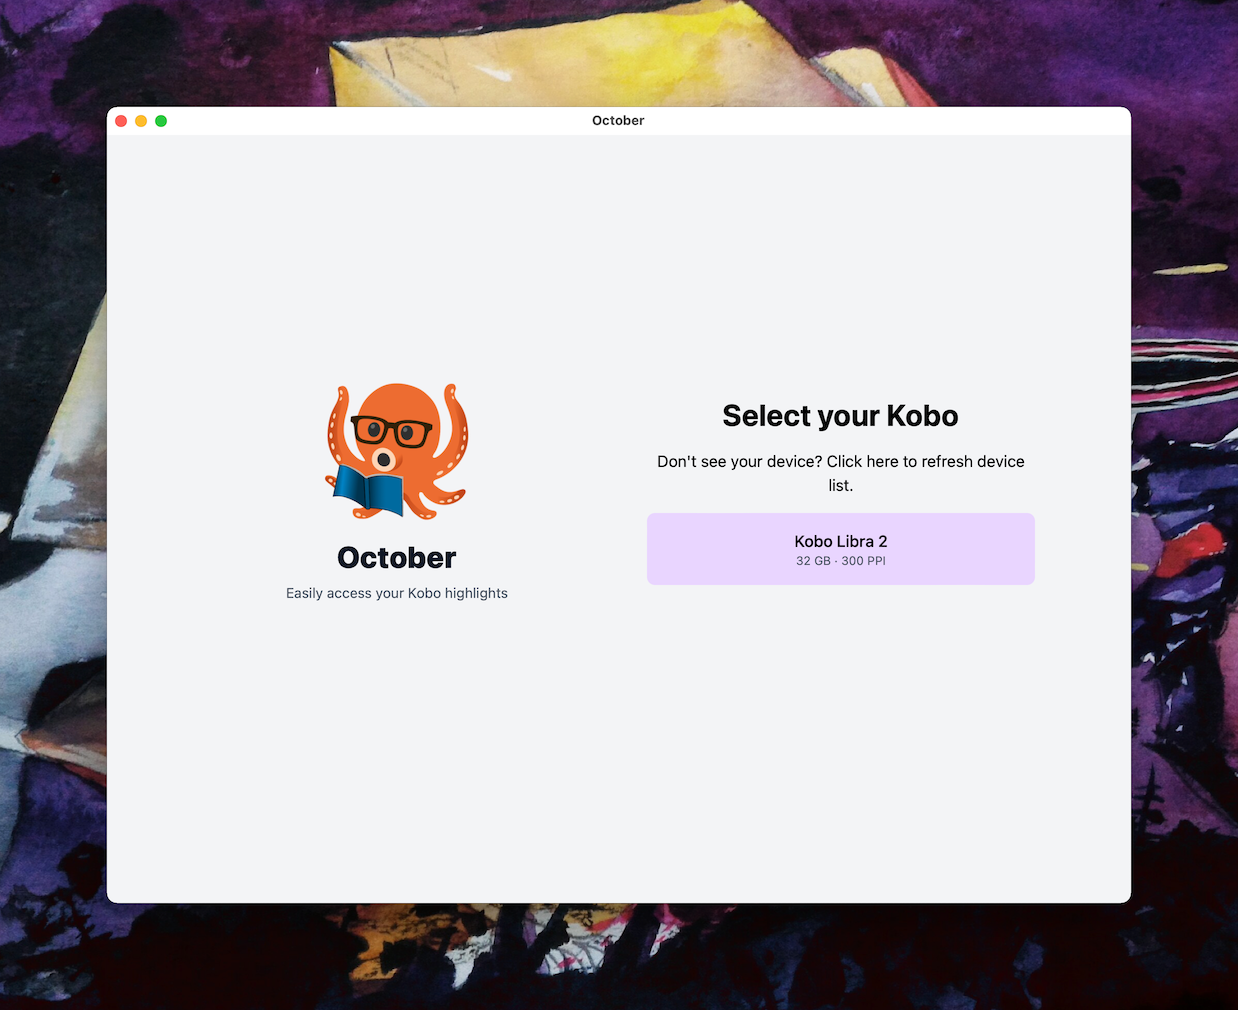 October
October
Easily access your Kobo highlights
Select your Kobo
Don't see your device? Click here to refresh device
list.
Kobo Libra 2
32 GB · 300 PPI